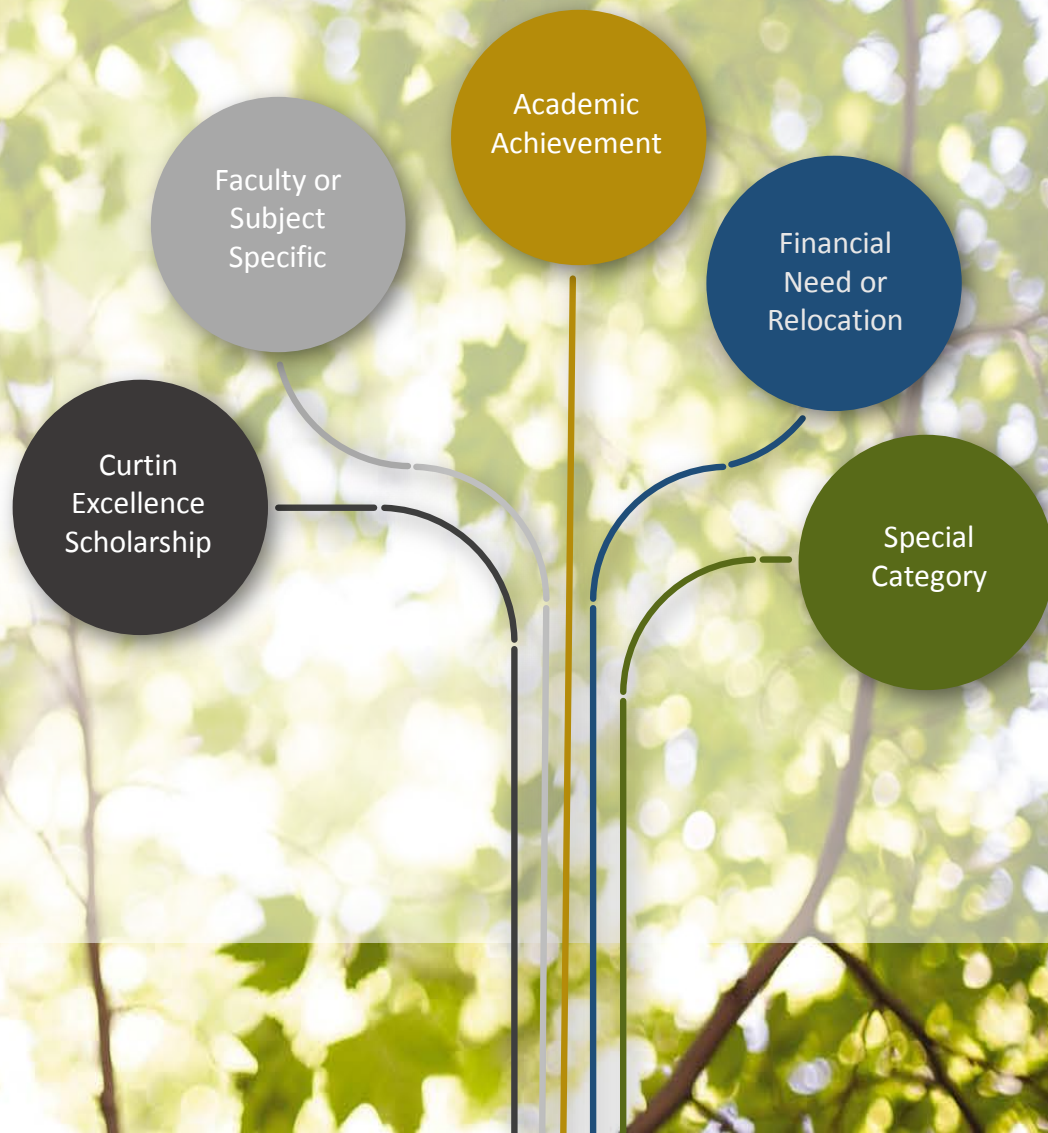 Academic
Achievement
Faculty or
Subject
Specific
Financial
Need or
Relocation
Curtin
Excellence
Scholarship
Special
Category